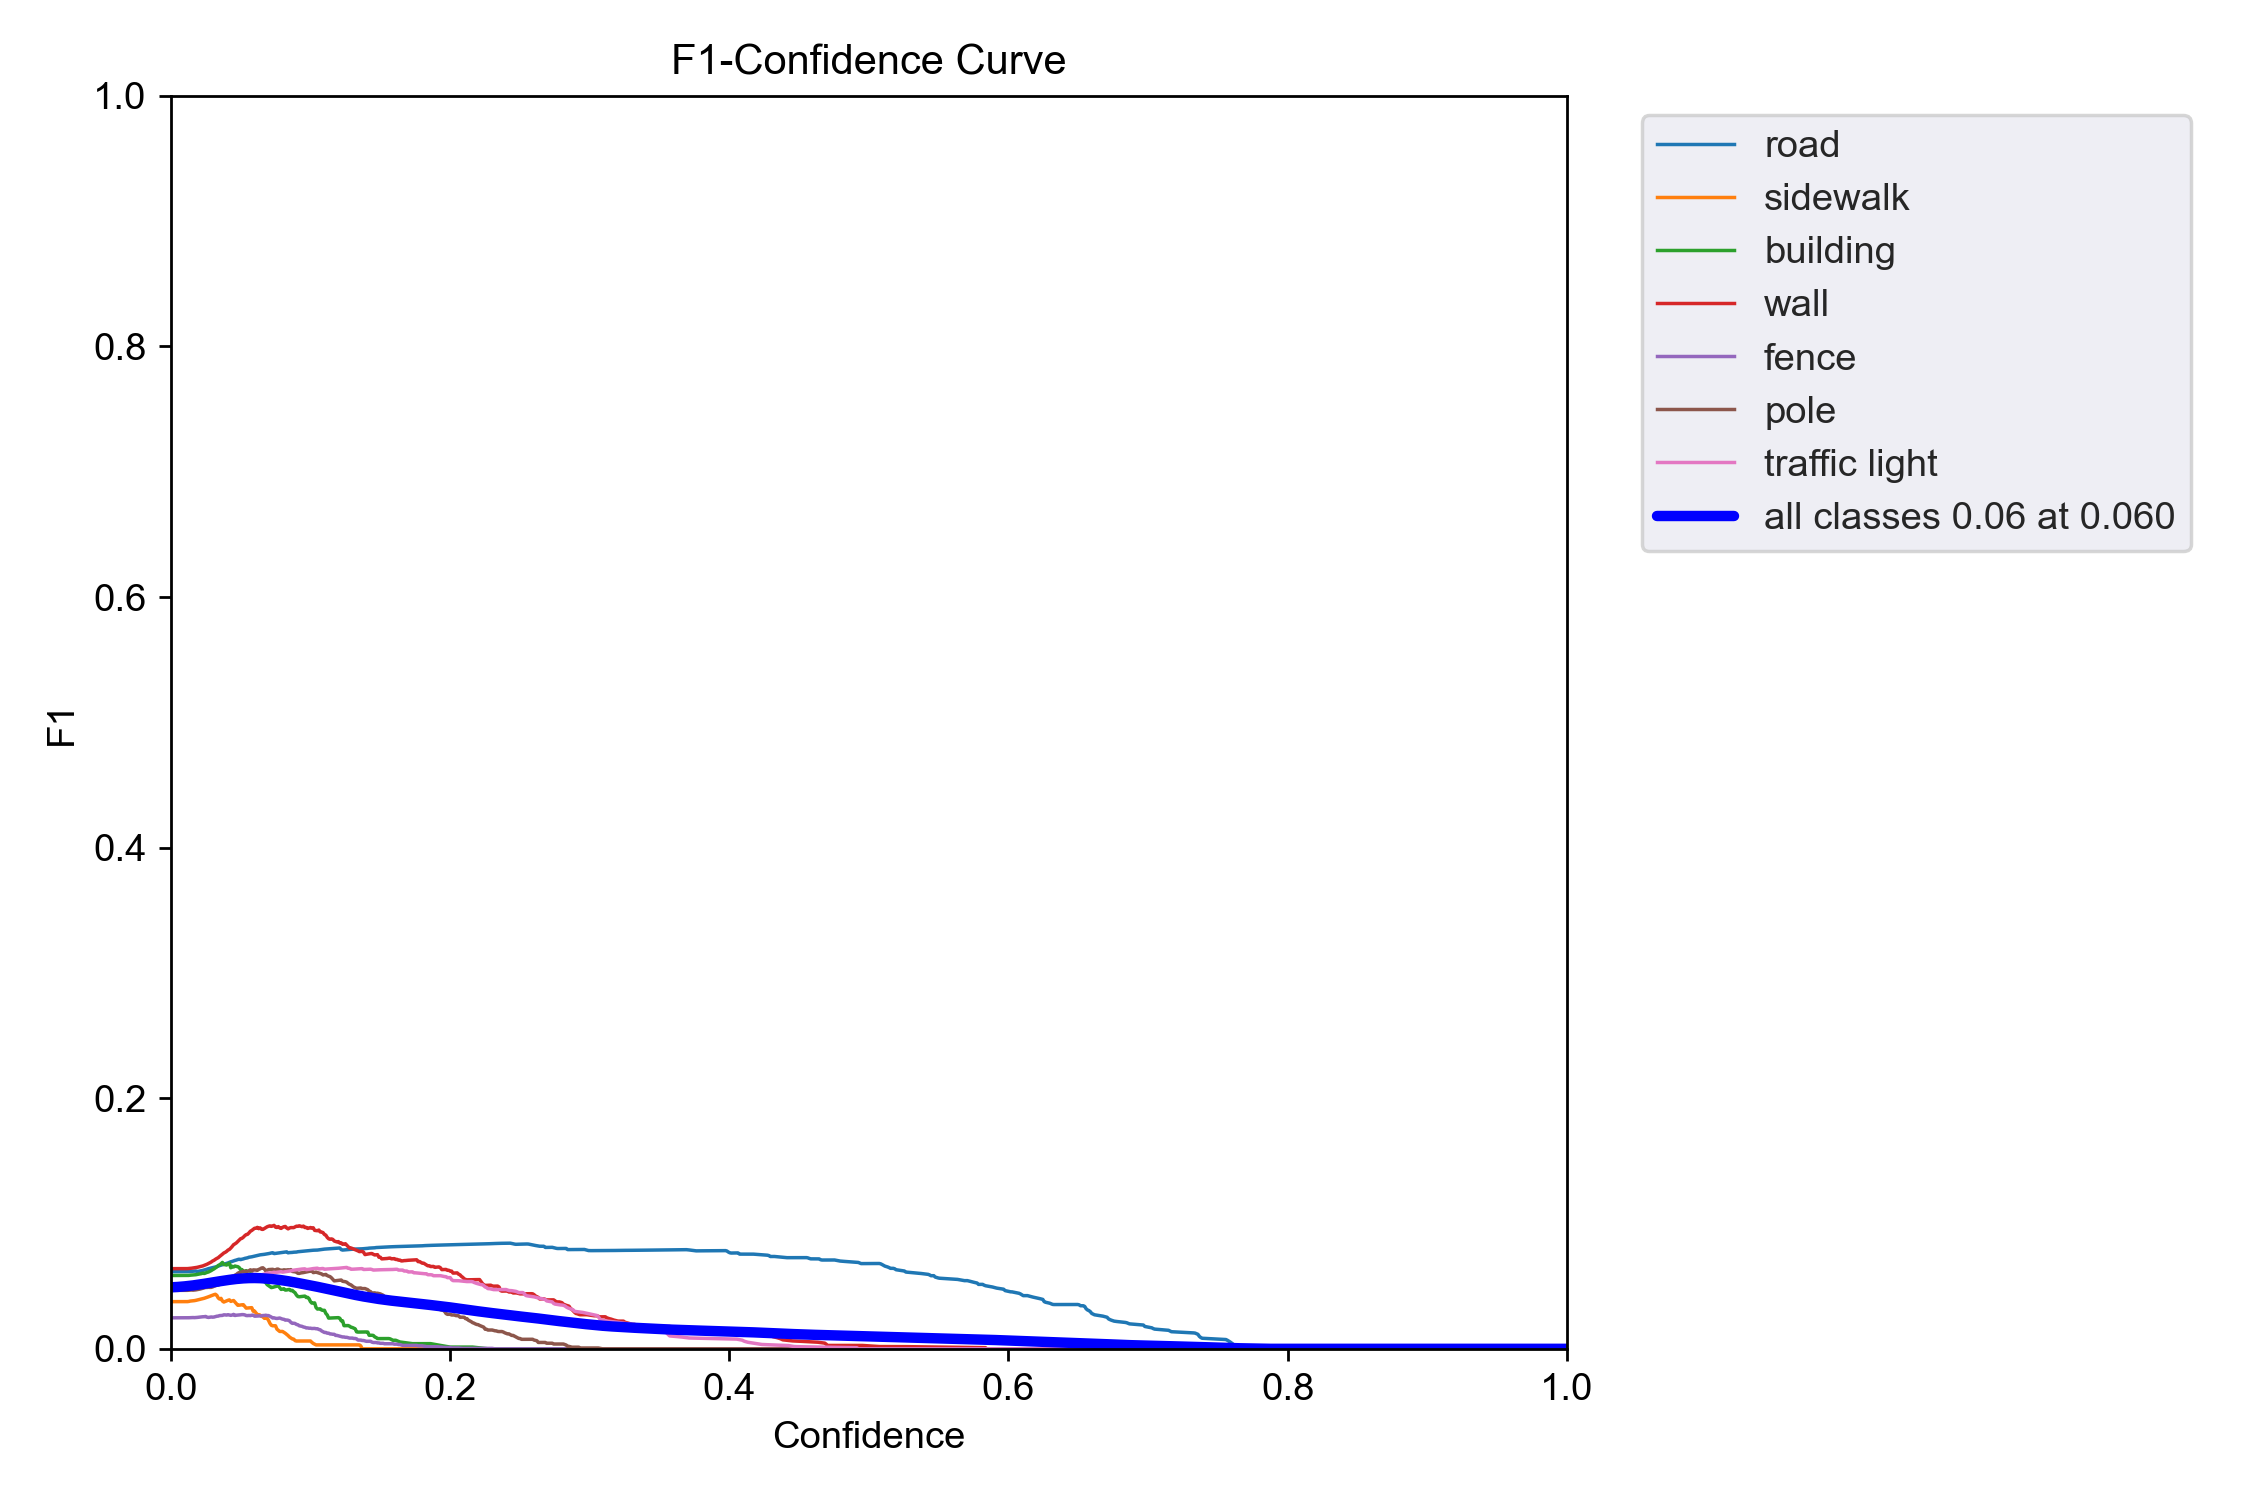 F1-Confidence Curve
1.0
0.8
0.6
0.4
0.2
0.0
F1
0.0 0.2 0.4 0.6 0.8 1.0
Confidence
road
sidewalk
building
wall
fence
pole
traffic light
all classes 0.06 at 0.060